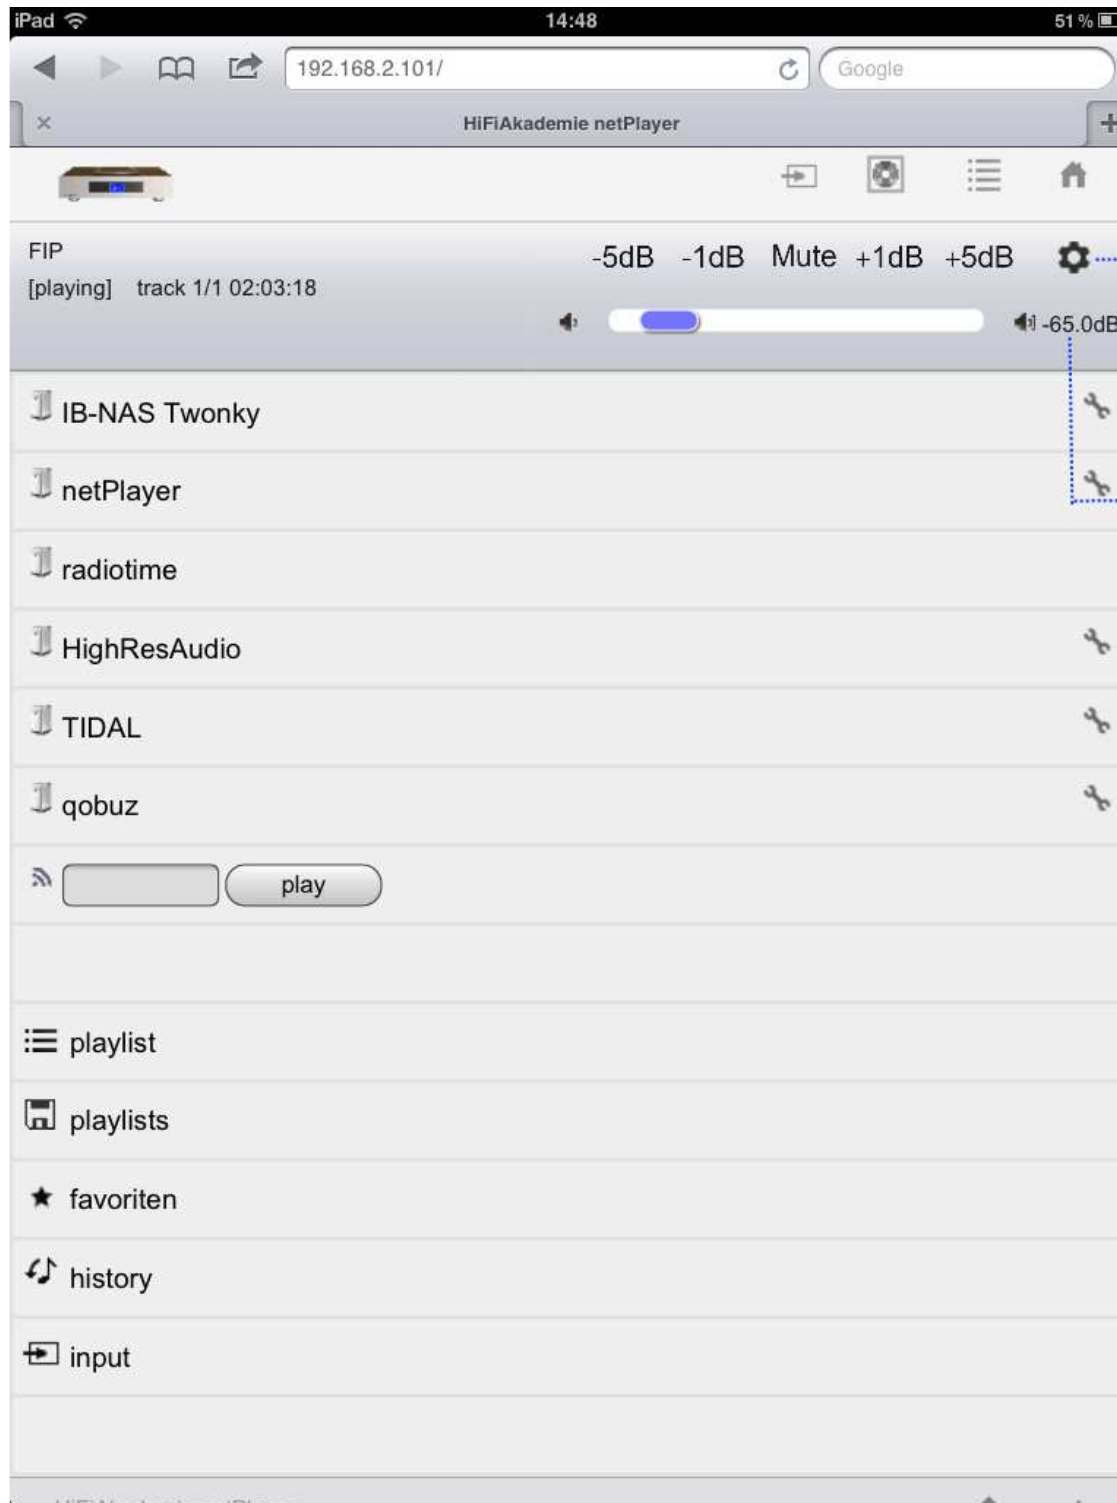 iPad 14:48 51 %
192.168.2.101/ Google
HiFiAkademie netPlayer
FIP
-5dB -1dB Mute +1dB +5dB
[playing] track 1/1 02:03:18
-65.0dB
IB-NAS Twonky
netPlayer
radiotime
HighResAudio
TIDAL
qobuz
play
playlist
playlists
favoriten
history
input